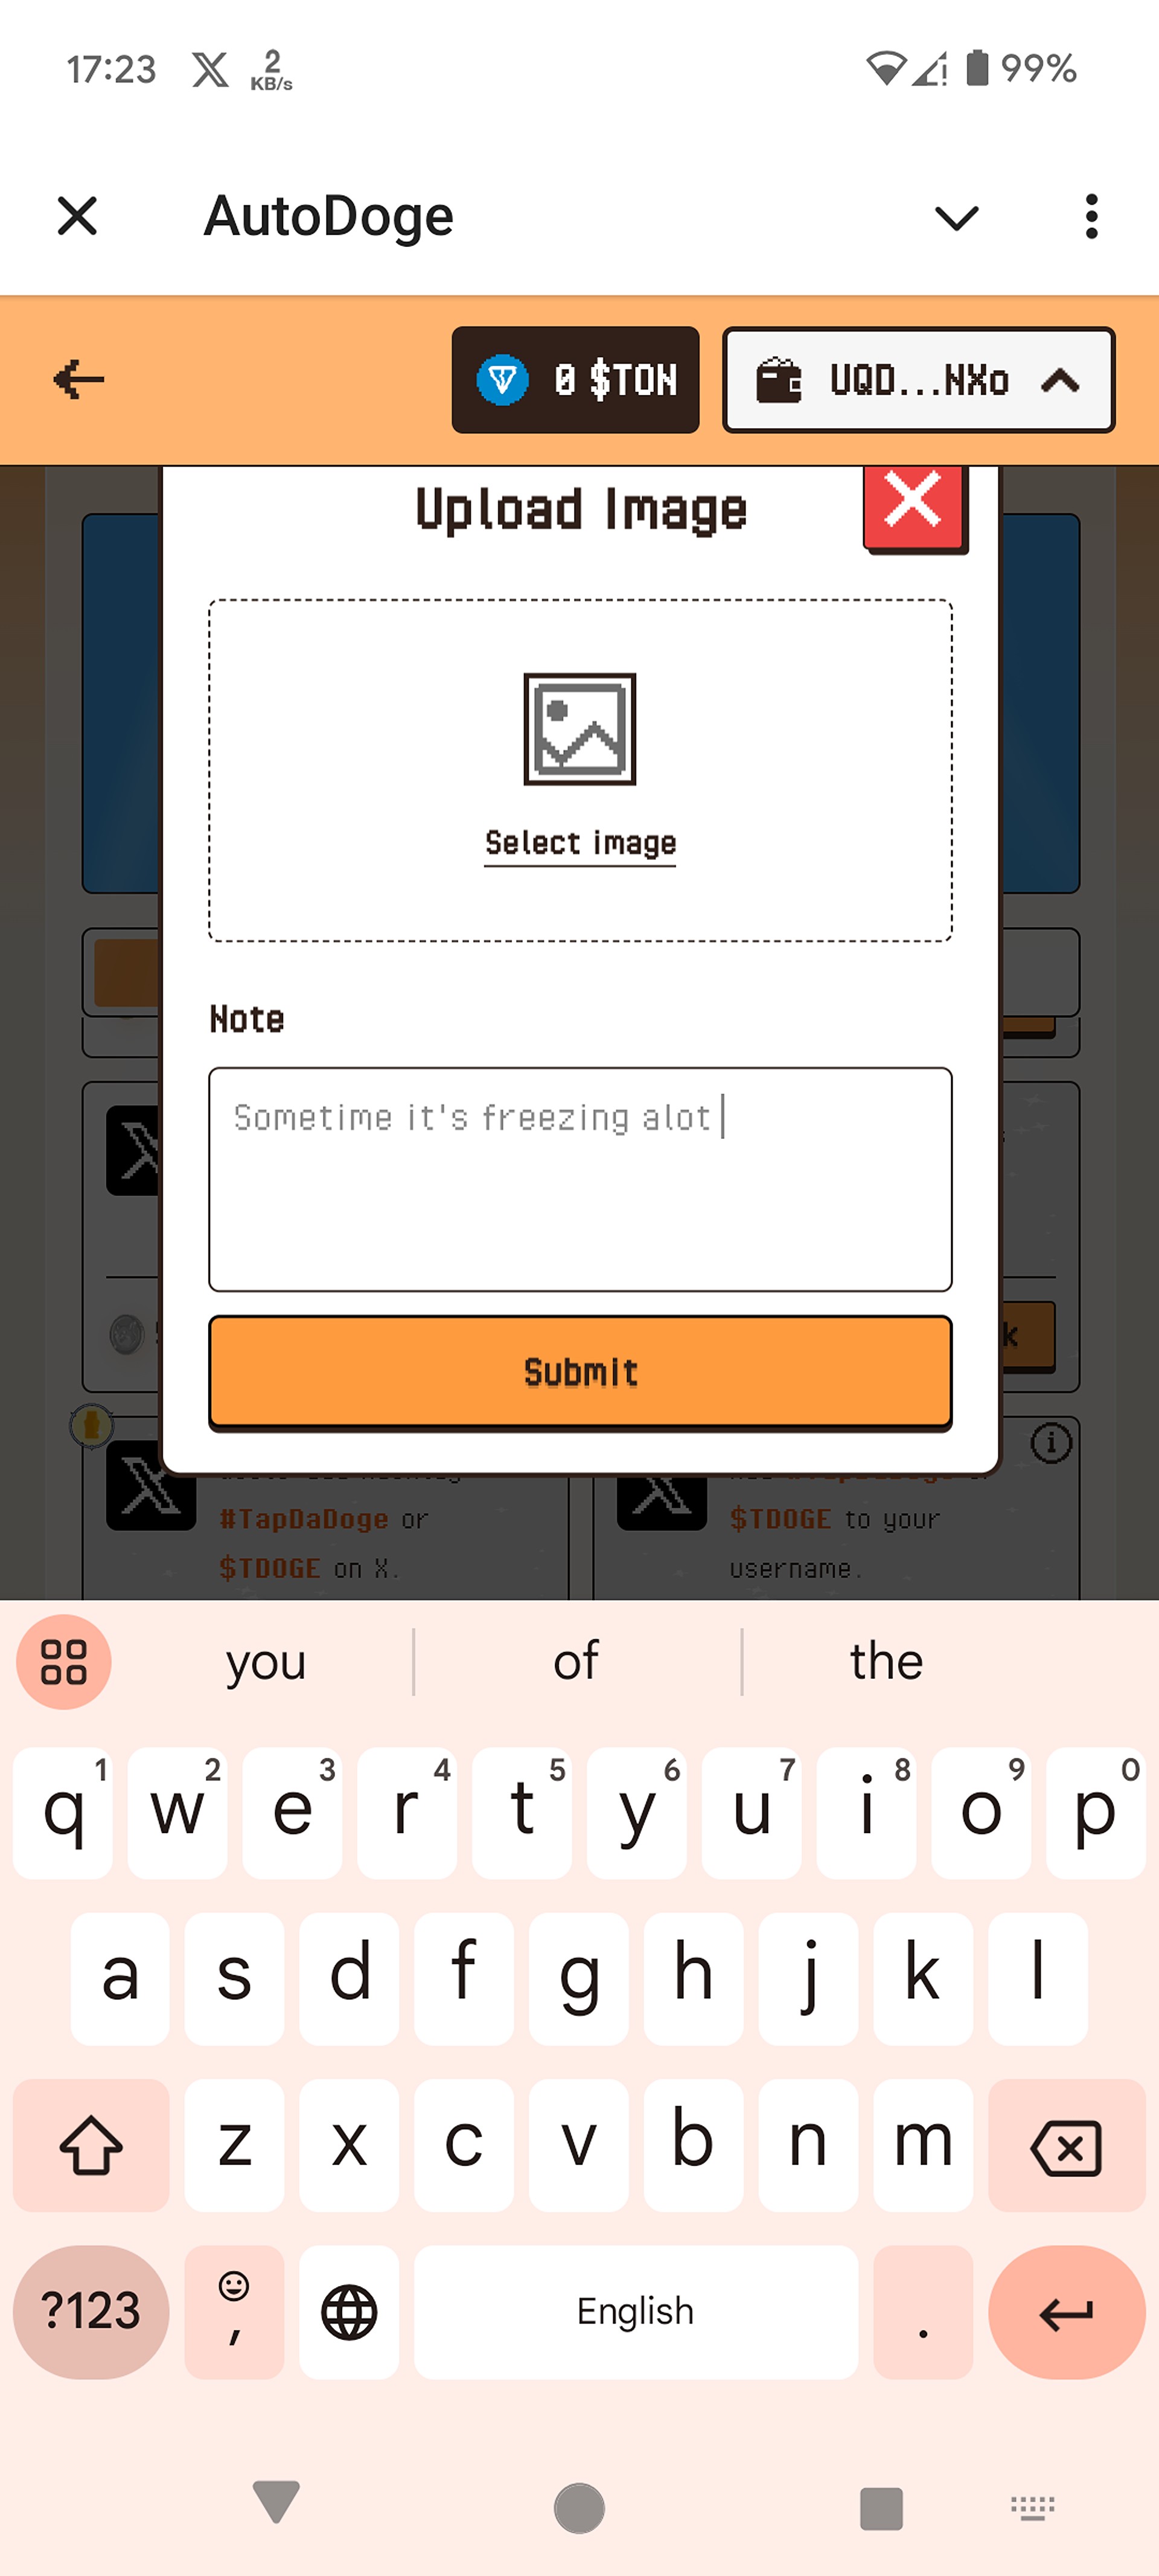 17:23 2 KB/s 99%
AutoDoge
0 $TON UQD...NXo
Upload Image
Select image
Note
Sometime it's freezing alot
Submit
k
#TapDaDoge or
$TDOGE on X.
$TDOGE to your
username.
you of the
1 2 3 4 5 6 7 8 9 0
q w e r t y u i o p
a s d f g h j k l
z x c v b n m
?123 , English .